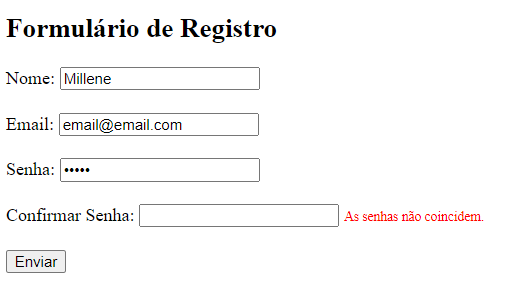 Formulário de Registro
Nome: Millene
Email: email@email.com
Senha: •••••
Confirmar Senha: As senhas não coincidem.
Enviar